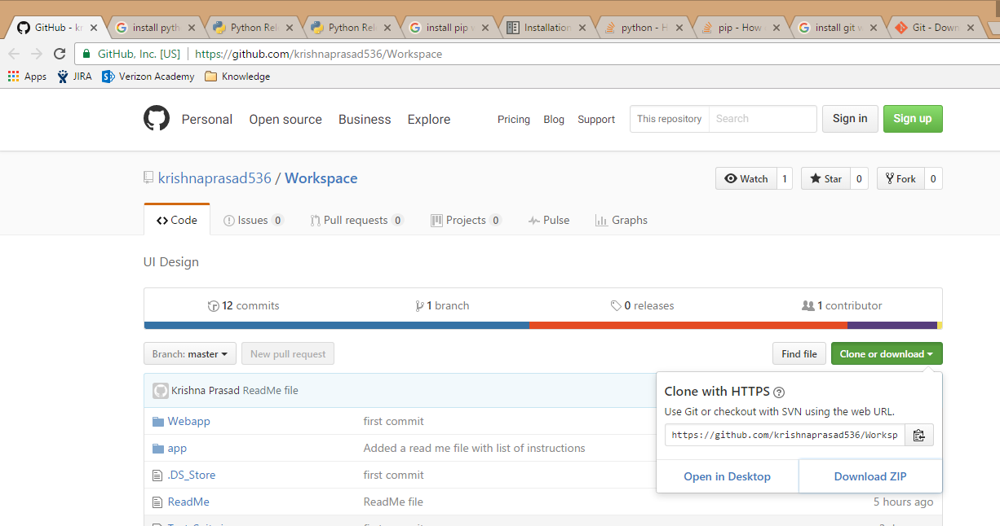 GitHub - kr
install pyth
Python Rel
Python Rel
install pip w
Installation
python - H
pip - How
install git w
Git - Down
GitHub, Inc. [US] https://github.com/krishnaprasad536/Workspace
Apps JIRA Verizon Academy Knowledge
Personal Open source Business Explore Pricing Blog Support This repository Search Sign in Sign up
krishnaprasad536 / Workspace Watch 1 Star 0 Fork 0
Code Issues 0 Pull requests 0 Projects 0 Pulse Graphs
UI Design
12 commits 1 branch 0 releases 1 contributor
Branch: master New pull request Find file Clone or download
Krishna Prasad ReadMe file
Webapp first commit
app Added a read me file with list of instructions
.DS_Store first commit
ReadMe ReadMe file 5 hours ago
Clone with HTTPS
Use Git or checkout with SVN using the web URL.
https://github.com/krishnaprasad536/Worksp
Open in Desktop Download ZIP